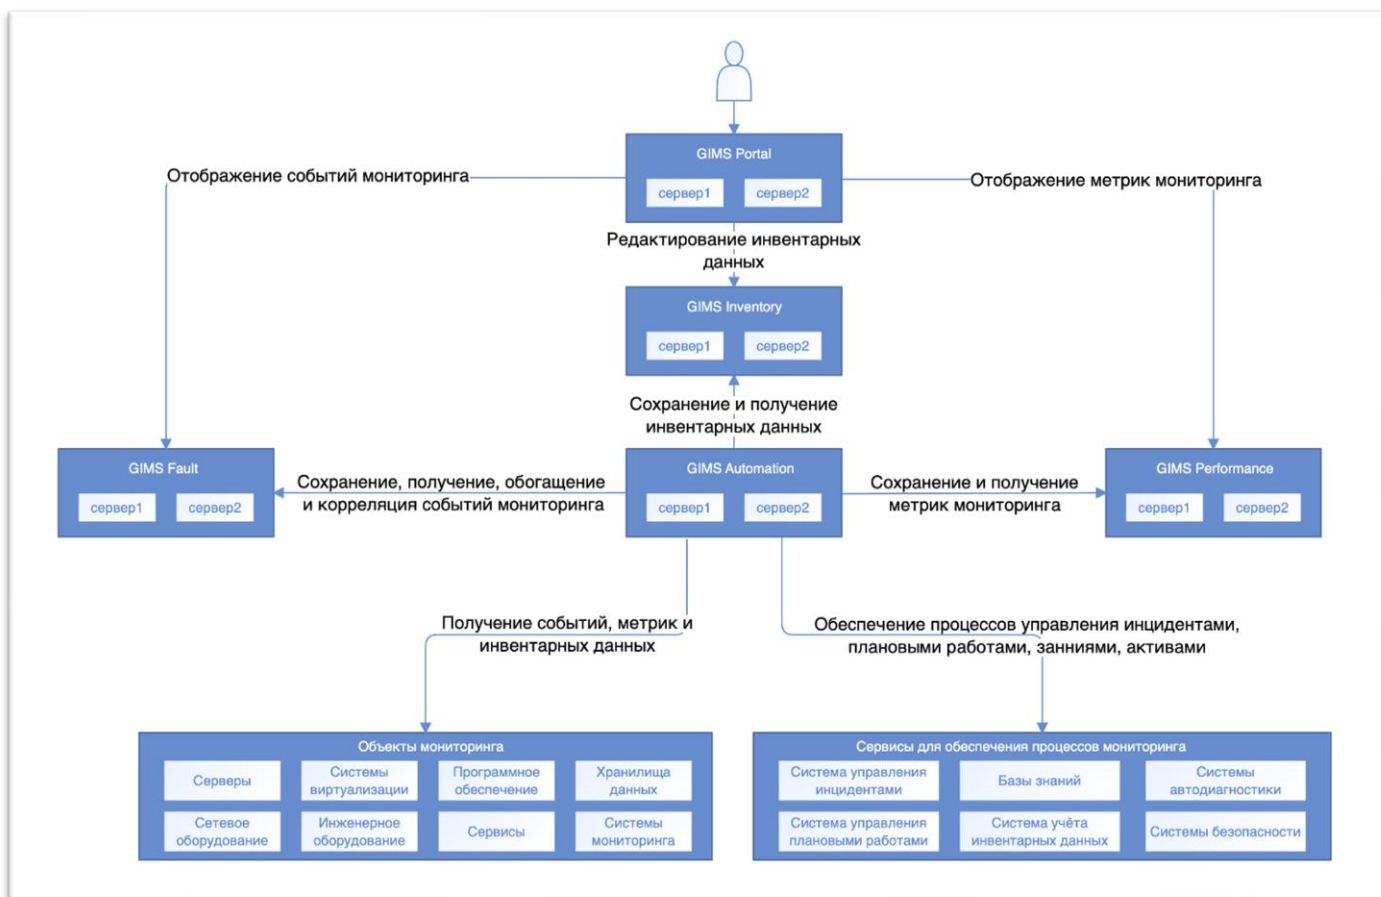 GIMS Portal
сервер1
сервер2
Отображение событий мониторинга
Отображение метрик мониторинга
Редактирование инвентарных
данных
GIMS Inventory
сервер1
сервер2
Сохранение и получение
инвентарных данных
GIMS Fault
сервер1
сервер2
Сохранение, получение, обогащение
и корреляция событий мониторинга
GIMS Automation
сервер1
сервер2
Сохранение и получение
метрик мониторинга
GIMS Performance
сервер1
сервер2
Получение событий, метрик и
инвентарных данных
Обеспечение процессов управления инцидентами,
плановыми работами, занниями, активами
Объекты мониторинга
Серверы
Системы
виртуализации
Программное
обеспечение
Хранилища
данных
Сетевое
оборудование
Инженерное
оборудование
Сервисы
Системы
мониторинга
Сервисы для обеспечения процессов мониторинга
Система управления
инцидентами
Базы знаний
Системы
автодиагностики
Система управления
плановыми работами
Система учёта
инвентарных данных
Системы безопасности